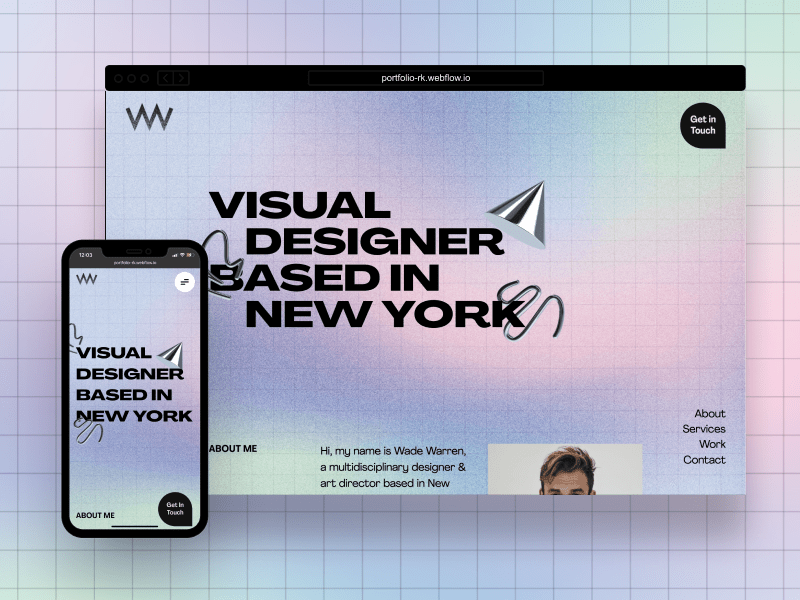 portfolio-rk.webflow.io
Get in
Touch
VISUAL
DESIGNER
BASED IN
NEW YORK
About
Services
Work
Contact
ABOUT ME
Hi, my name is Wade Warren,
a multidisciplinary designer &
art director based in New
12:03
portfolio-rk.webflow.io
VISUAL
DESIGNER
BASED IN
NEW YORK
Get In
Touch
ABOUT ME